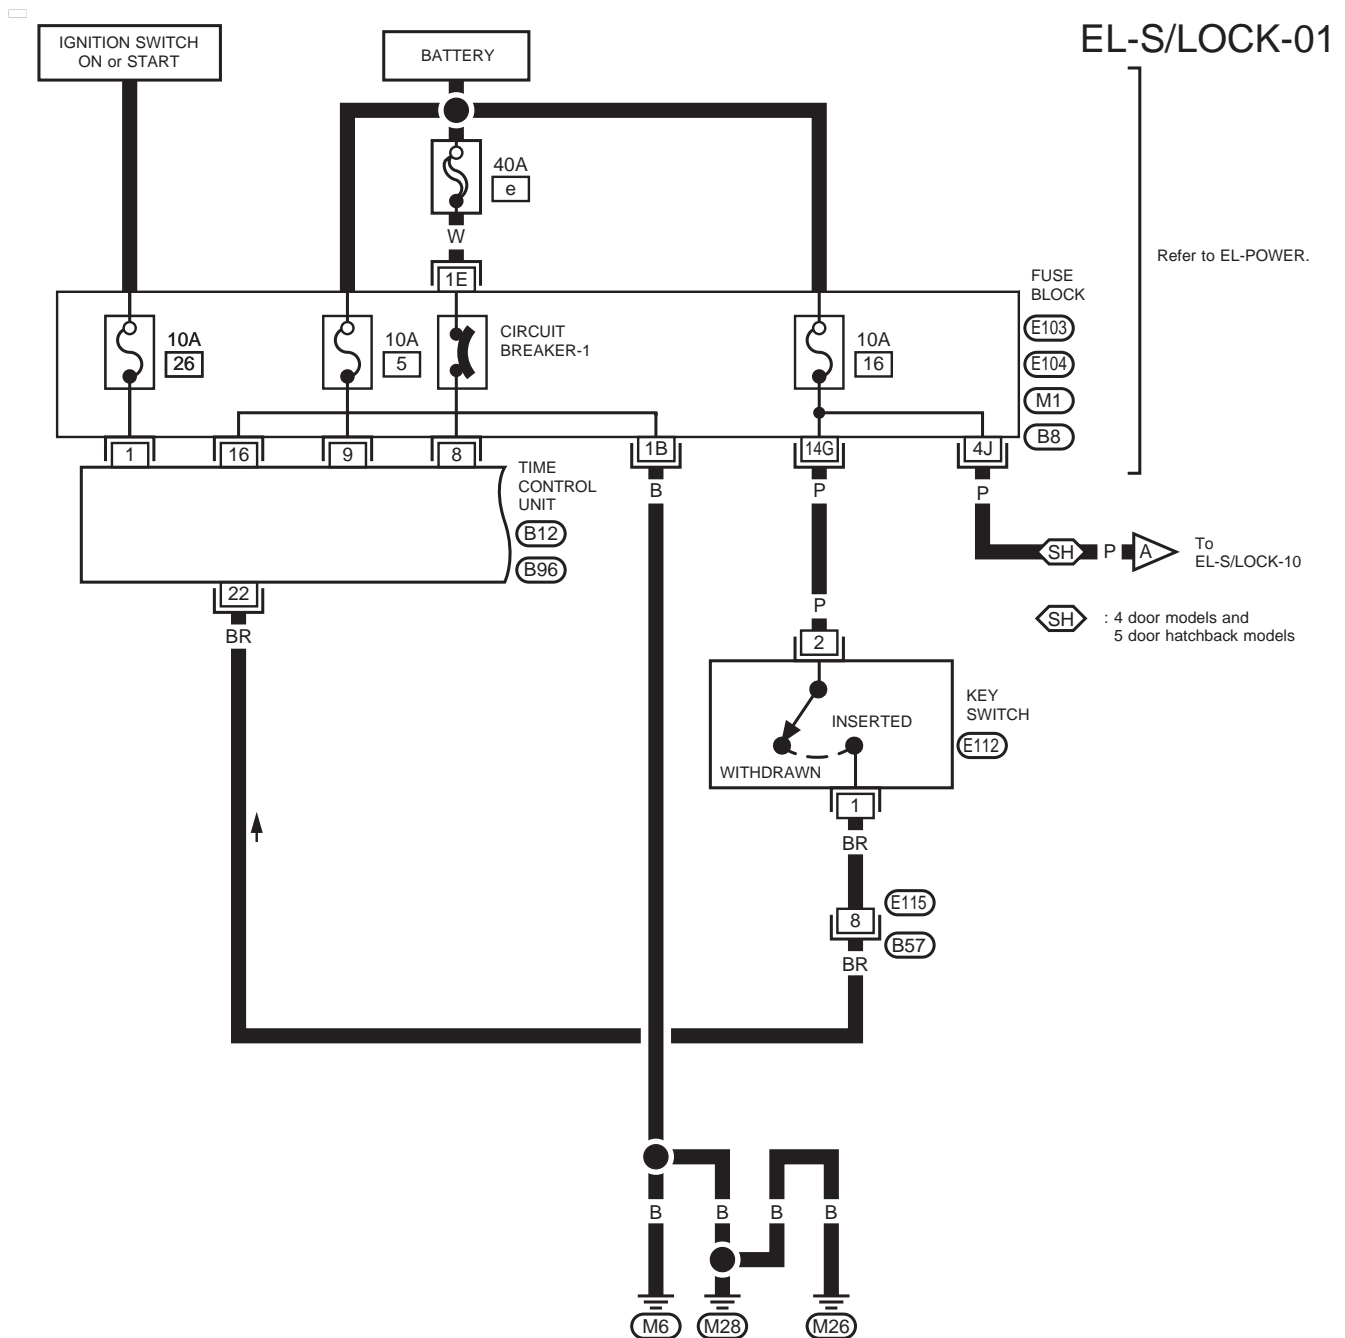 EL-S/LOCK-01
IGNITION SWITCH
ON or START
BATTERY
40A
e
W
1E
Refer to EL-POWER.
FUSE
BLOCK
E103
E104
M1
B8
10A
26
10A
5
CIRCUIT
BREAKER-1
10A
16
1
16
9
8
1B
14G
4J
TIME
CONTROL
UNIT
B12
B96
B
P
P
SH
P
A
To
EL-S/LOCK-10
22
BR
SH
: 4 door models and
5 door hatchback models
P
2
KEY
SWITCH
E112
INSERTED
WITHDRAWN
1
BR
E115
8
B57
BR
B
B
B
B
M6
M28
M26